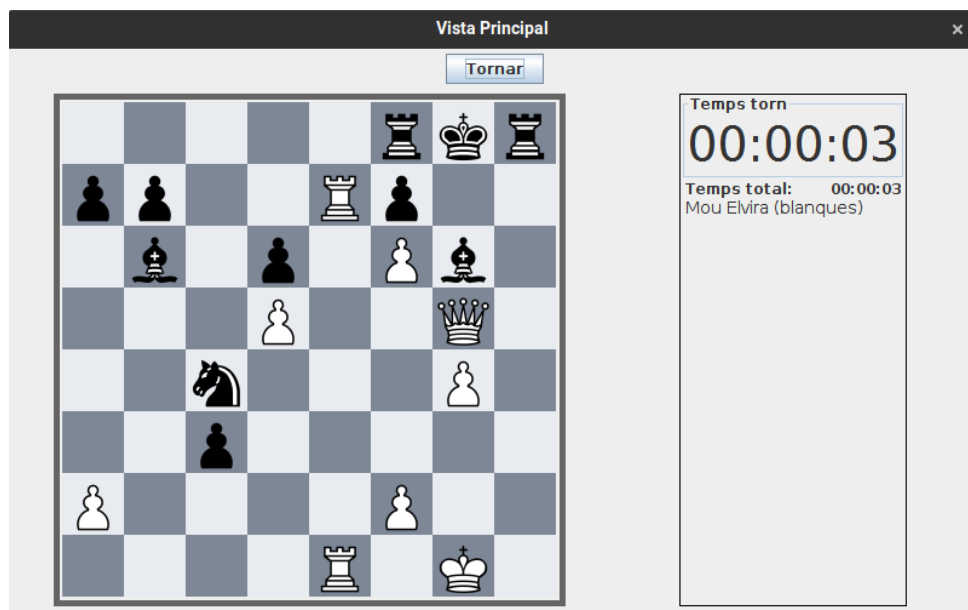 Vista Principal
Tornar
Temps torn
00:00:03
Temps total: 00:00:03
Mou Elvira (blanques)